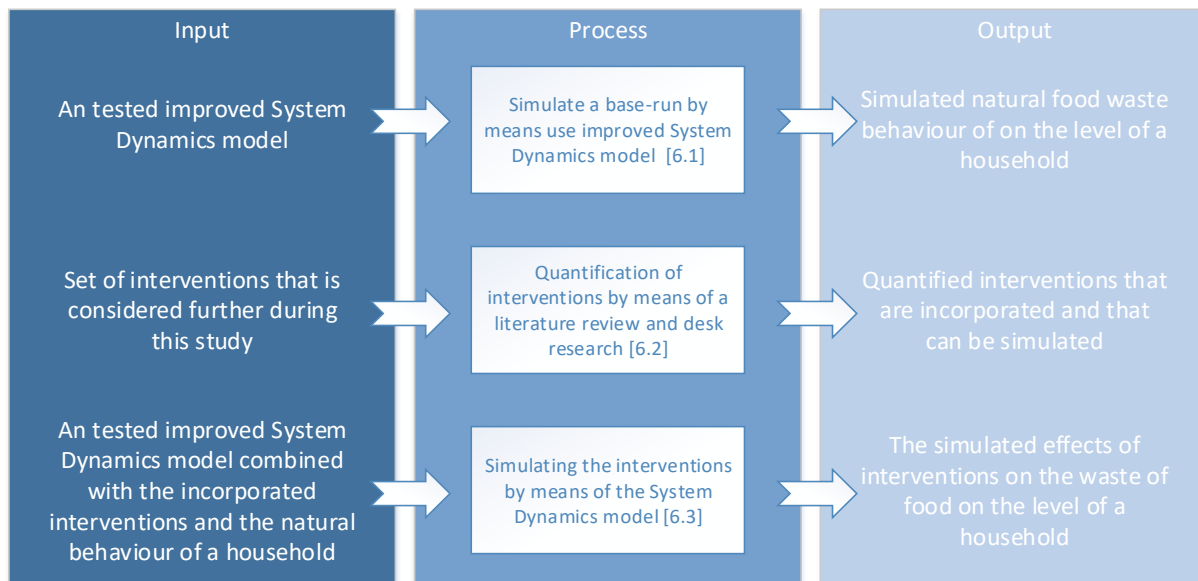 Input
An tested improved System
Dynamics model
Set of interventions that is
considered further during
this study
An tested improved System
Dynamics model combined
with the incorporated
interventions and the natural
behaviour of a household
Process
Simulate a base-run by
means use improved System
Dynamics model [6.1]
Quantification of
interventions by means of a
literature review and desk
research [6.2]
Simulating the interventions
by means of the System
Dynamics model [6.3]
Output
Simulated natural food waste
behaviour of on the level of a
household
Quantified interventions that
are incorporated and that
can be simulated
The simulated effects of
interventions on the waste of
food on the level of a
household